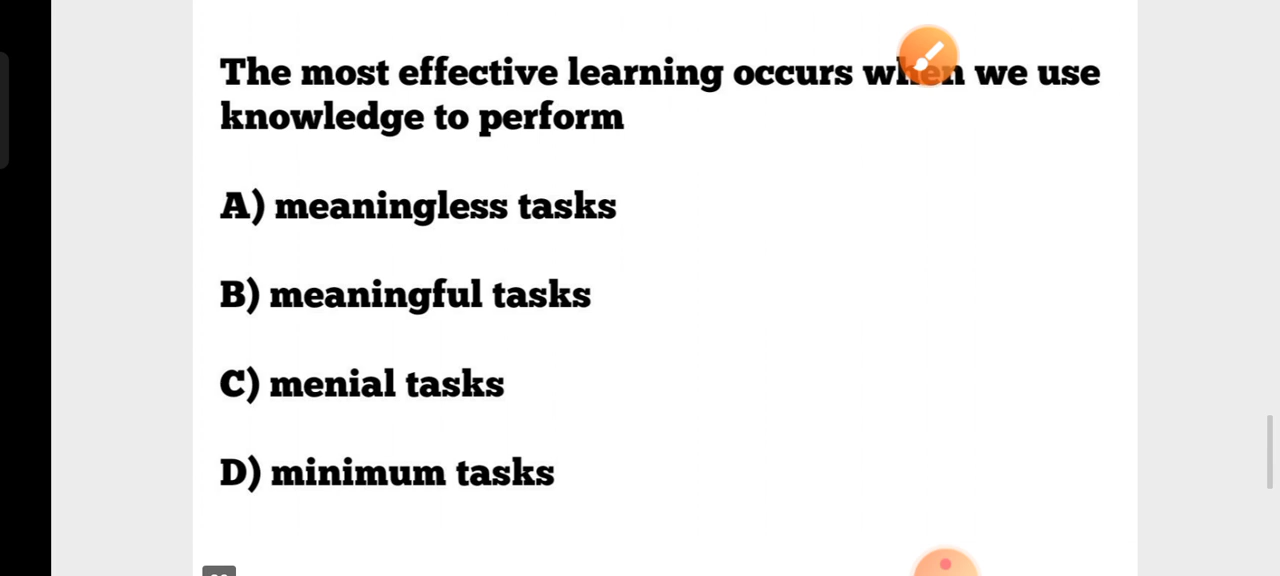 The most effective learning occurs when we use
knowledge to perform
A) meaningless tasks
B) meaningful tasks
C) menial tasks
D) minimum tasks